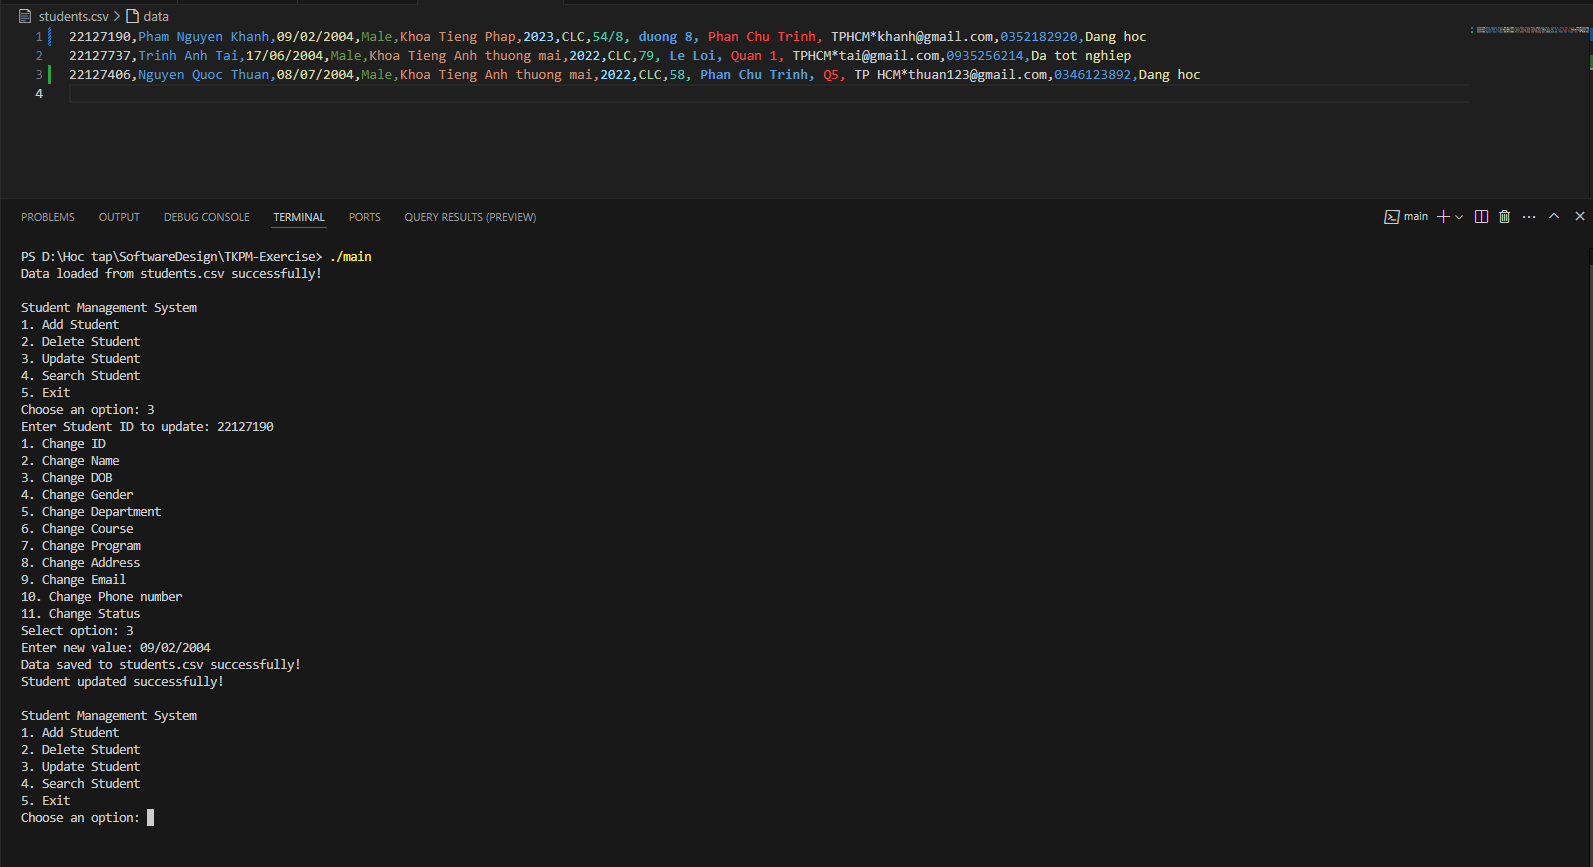 students.csv > data
1 22127190,Pham Nguyen Khanh,09/02/2004,Male,Khoa Tieng Phap,2023,CLC,54/8, duong 8, Phan Chu Trinh, TPHCM*khanh@gmail.com,0352182920,Dang hoc
2 22127737,Trinh Anh Tai,17/06/2004,Male,Khoa Tieng Anh thuong mai,2022,CLC,79, Le Loi, Quan 1, TPHCM*tai@gmail.com,0935256214,Da tot nghiep
3 22127406,Nguyen Quoc Thuan,08/07/2004,Male,Khoa Tieng Anh thuong mai,2022,CLC,58, Phan Chu Trinh, Q5, TP HCM*thuan123@gmail.com,0346123892,Dang hoc
4
PROBLEMS OUTPUT DEBUG CONSOLE TERMINAL PORTS QUERY RESULTS (PREVIEW) main
PS D:\Hoc tap\SoftwareDesign\TKPM-Exercise> ./main
Data loaded from students.csv successfully!
Student Management System
1. Add Student
2. Delete Student
3. Update Student
4. Search Student
5. Exit
Choose an option: 3
Enter Student ID to update: 22127190
1. Change ID
2. Change Name
3. Change DOB
4. Change Gender
5. Change Department
6. Change Course
7. Change Program
8. Change Address
9. Change Email
10. Change Phone number
11. Change Status
Select option: 3
Enter new value: 09/02/2004
Data saved to students.csv successfully!
Student updated successfully!
Student Management System
1. Add Student
2. Delete Student
3. Update Student
4. Search Student
5. Exit
Choose an option: